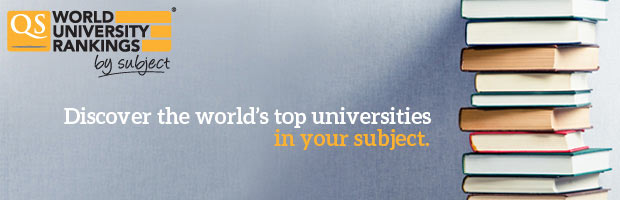 QS WORLD
UNIVERSITY
RANKINGS®
by subject
Discover the world's top universities
in your subject.